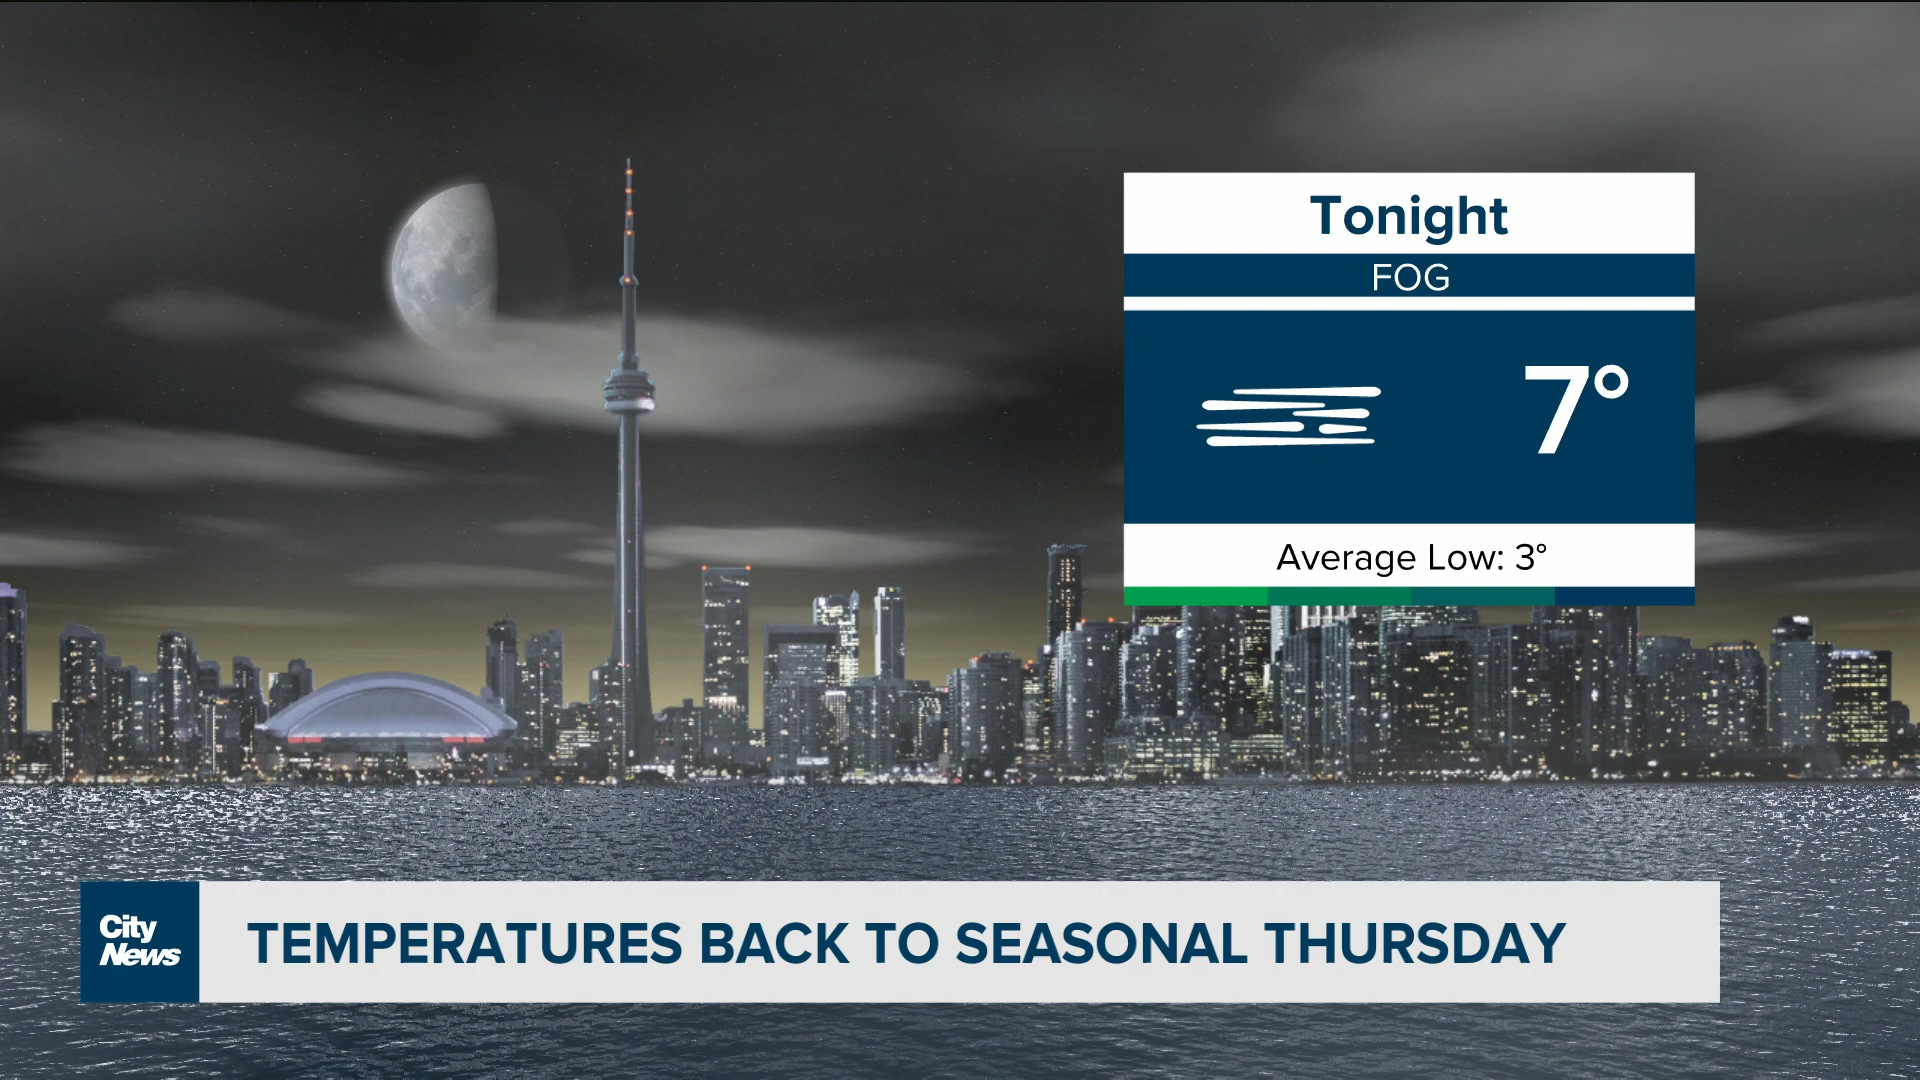 Tonight
FOG
7°
Average Low: 3°
City
News
TEMPERATURES BACK TO SEASONAL THURSDAY